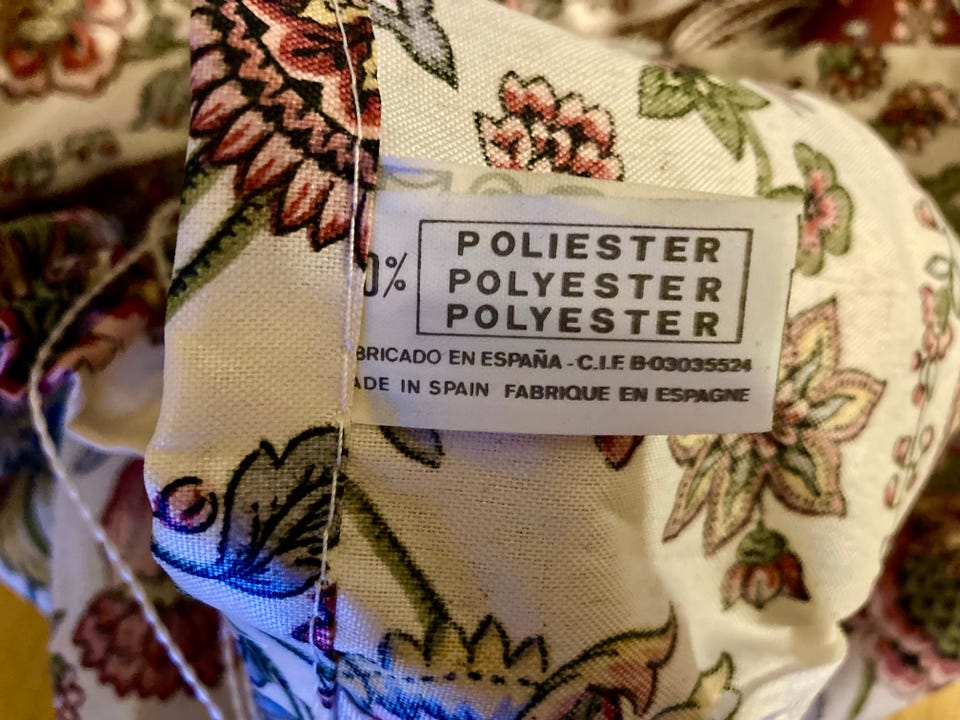 0% POLIESTER
POLYESTER
POLYESTER
BRICADO EN ESPAÑA - C.I.F. B-03035524
ADE IN SPAIN FABRIQUE EN ESPAGNE